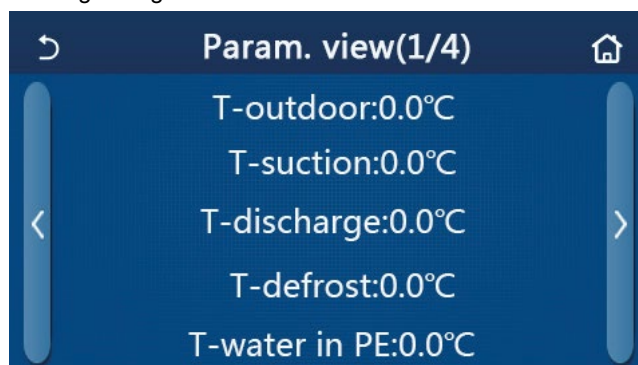 Param. view(1/4)
T-outdoor:0.0℃
T-suction:0.0℃
T-discharge:0.0℃
T-defrost:0.0℃
T-water in PE:0.0℃